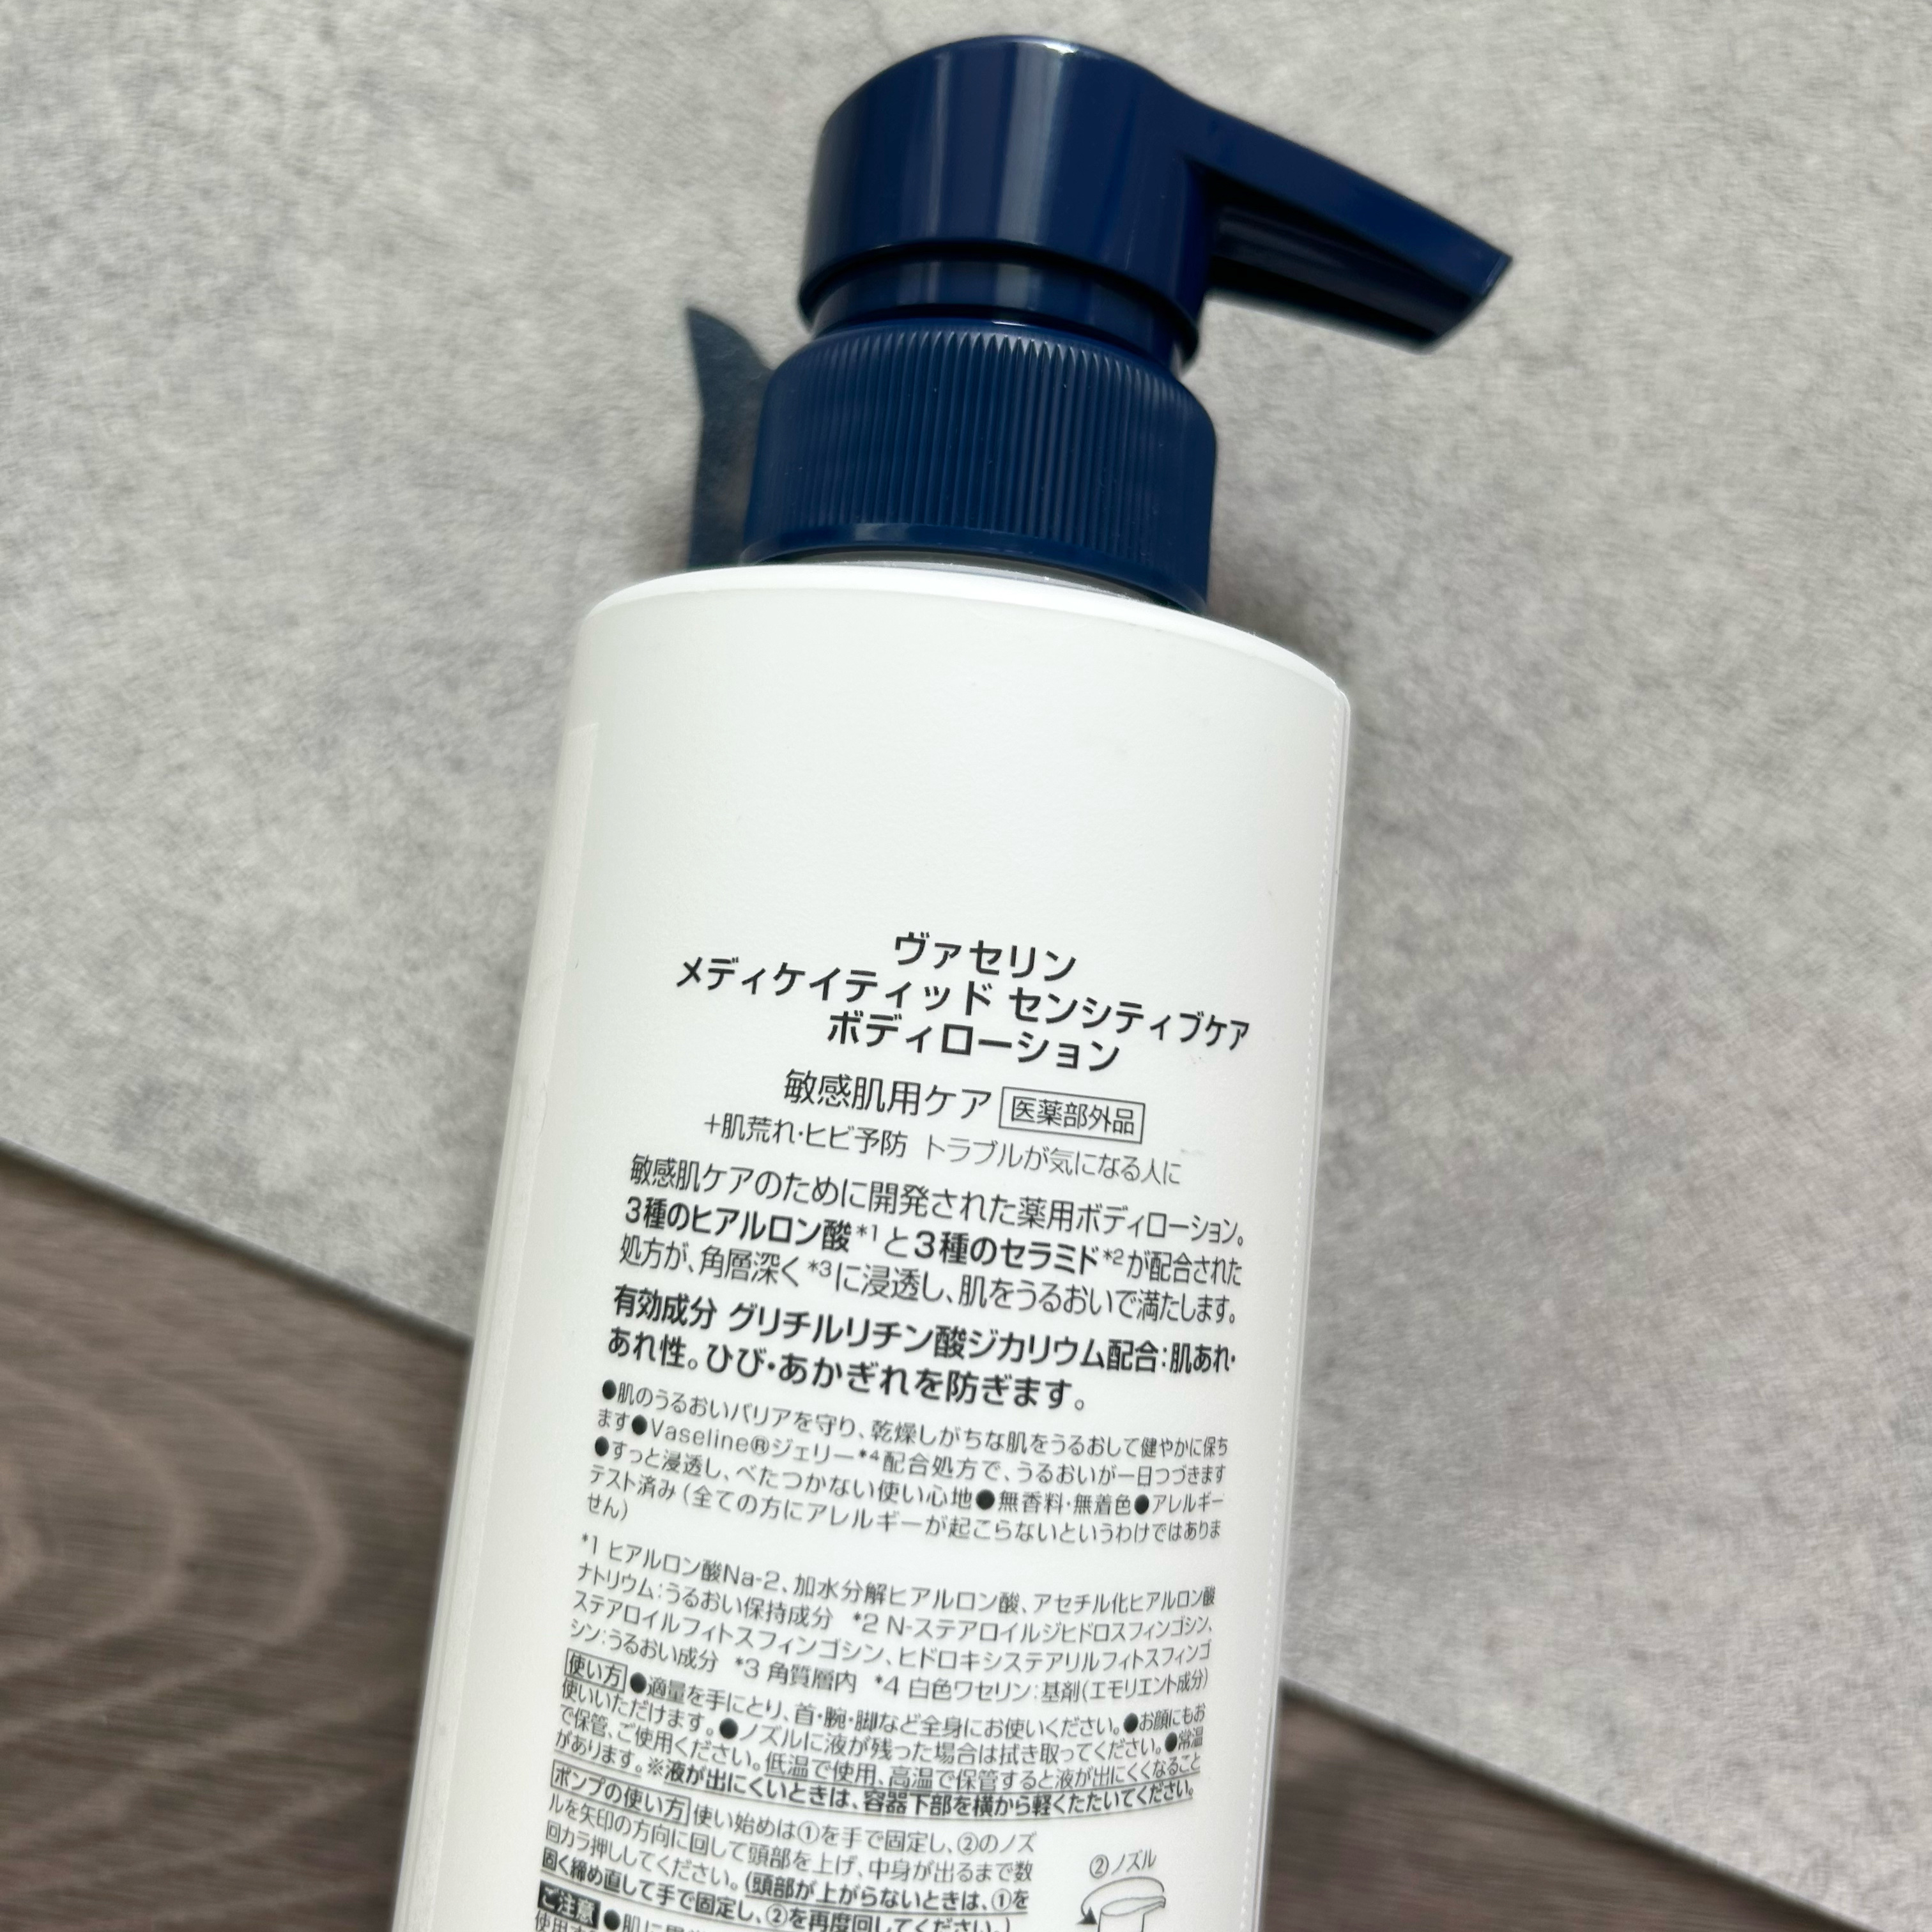 ヴァセリン
メディケイティッド センシティブケア
ボディローション
敏感肌用ケア 医薬部外品
+肌荒れ・ヒビ予防 トラブルが気になる人に
敏感肌ケアのために開発された薬用ボディローション。
3種のヒアルロン酸*1と3種のセラミド*2が配合された
処方が、角層深く*3に浸透し、肌をうるおいで満たします。
有効成分 グリチルリチン酸ジカリウム配合:肌あれ・
あれ性。ひび・あかぎれを防ぎます。
●肌のうるおいバリアを守り、乾燥しがちな肌をうるおして健やかに保ち
ます●Vaseline®ジェリー*4配合処方で、うるおいが一日つづきます
●すっと浸透し、べたつかない使い心地●無香料・無着色●アレルギー
テスト済み(全ての方にアレルギーが起こらないというわけではありま
せん)
*1 ヒアルロン酸Na-2、加水分解ヒアルロン酸、アセチル化ヒアルロン酸
ナトリウム:うるおい保持成分 *2 N-ステアロイルジヒドロスフィンゴシン、
ステアロイルフィトスフィンゴシン、ヒドロキシステアリルフィトスフィンゴ
シン:うるおい成分 *3 角質層内 *4 白色ワセリン:基剤(エモリエント成分)
使い方 ●適量を手にとり、首・腕・脚など全身にお使いください。●お顔にもお
使いいただけます。●ノズルに液が残った場合は拭き取ってください。●常温
で保管、ご使用ください。低温で使用、高温で保管すると液が出にくくなること
があります。※液が出にくいときは、容器下部を横から軽くたたいてください。
ポンプの使い方 使い始めは①を手で固定し、②のノズ
ルを矢印の方向に回して頭部を上げ、中身が出るまで数
回カラ押ししてください。(頭部が上がらないときは、①を
固く締め直して手で固定し、②を再度回してください。)
②ノズル
ご注意 ●肌に